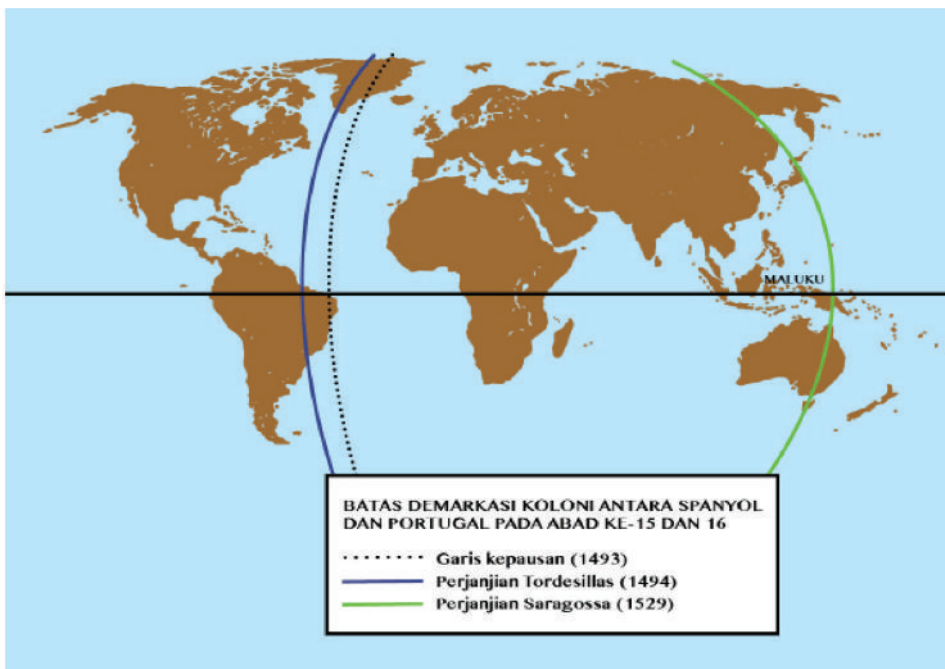 MALUKU
BATAS DEMARKASI KOLONI ANTARA SPANYOL
DAN PORTUGAL PADA ABAD KE-15 DAN 16
Garis kepausan (1493)
Perjanjian Tordesillas (1494)
Perjanjian Saragossa (1529)